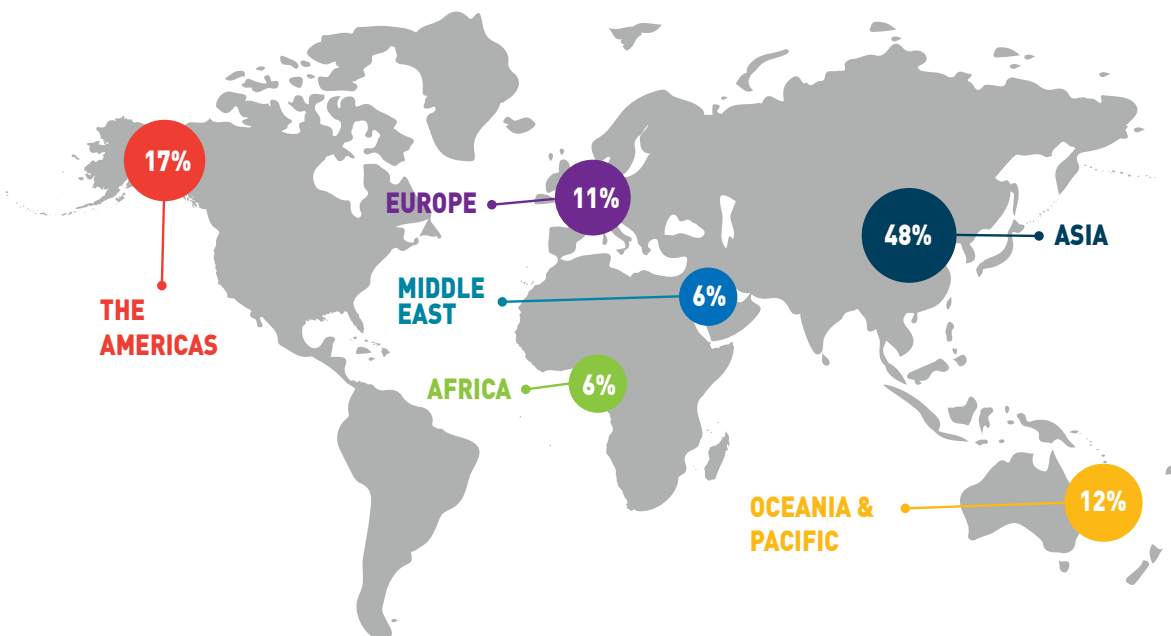 17%
THE
AMERICAS
EUROPE
11%
MIDDLE
EAST
6%
AFRICA
6%
48%
ASIA
OCEANIA &
PACIFIC
12%